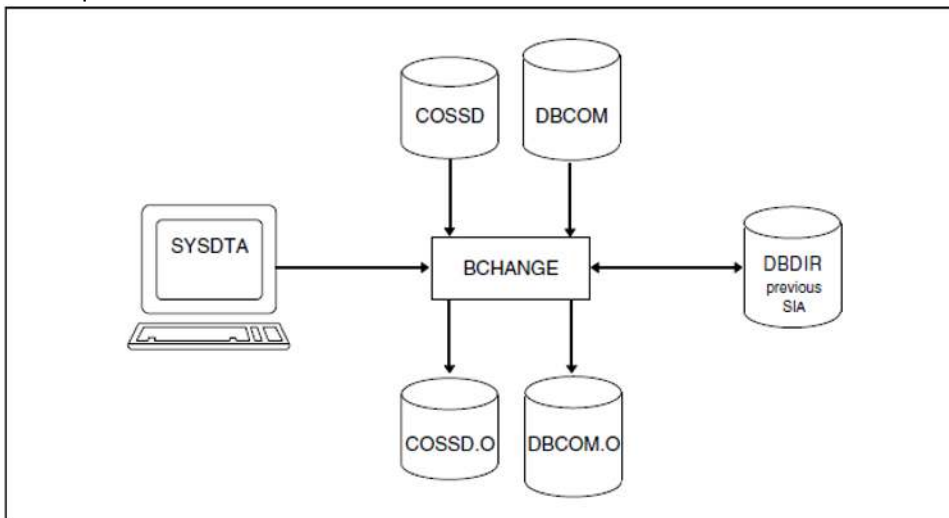 COSSD
DBCOM
SYSDTA
BCHANGE
DBDIR
previous
SIA
COSSD.O
DBCOM.O